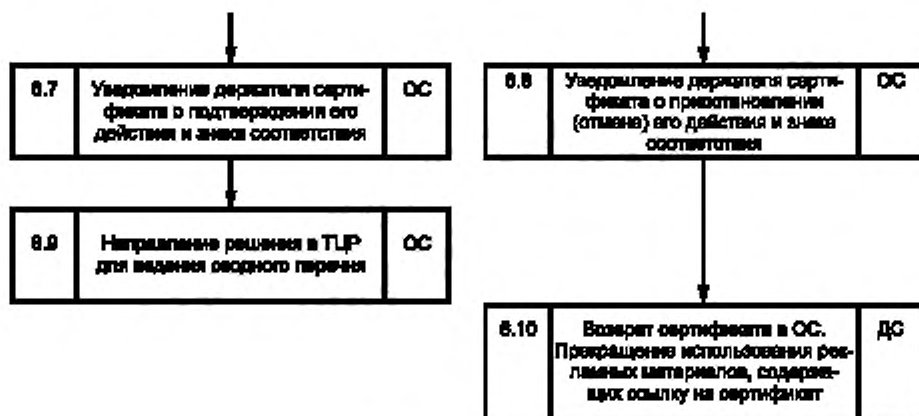 6.7
Уведомление держателя серти-
фиката о подтверждении его
действия и знака соответствия
ОС
6.8
Уведомление держателя серти-
фиката о приостановлении
(отмене) его действия и знака
соответствия
ОС
6.9
Направление решения в ТЦР
для ведения сводного перечня
ОС
6.10
Возврат сертификата в ОС.
Прекращение использования рек-
ламных материалов, содержа-
щих ссылку на сертификат
ДС